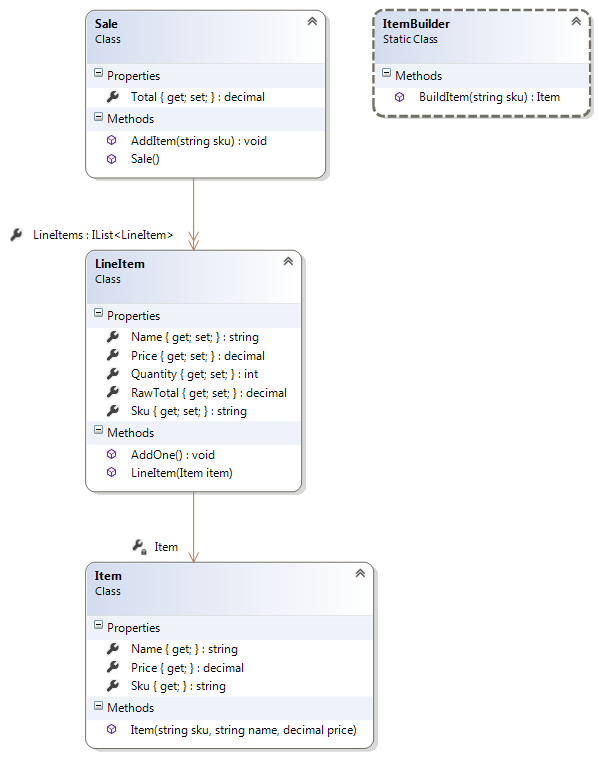 Sale
Class
Properties
Total { get; set; } : decimal
Methods
AddItem(string sku) : void
Sale()
ItemBuilder
Static Class
Methods
BuildItem(string sku) : Item
LineItems : IList<LineItem>
LineItem
Class
Properties
Name { get; set; } : string
Price { get; set; } : decimal
Quantity { get; set; } : int
RawTotal { get; set; } : decimal
Sku { get; set; } : string
Methods
AddOne() : void
LineItem(Item item)
Item
Item
Class
Properties
Name { get; } : string
Price { get; } : decimal
Sku { get; } : string
Methods
Item(string sku, string name, decimal price)